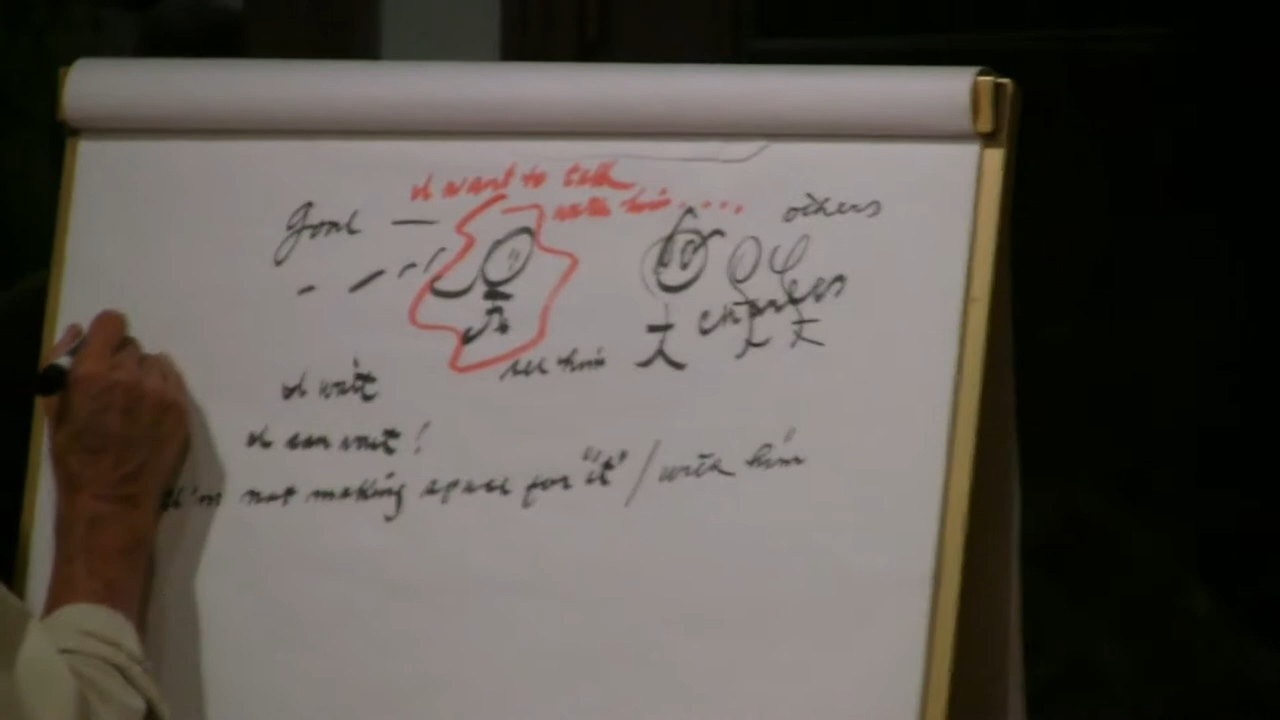 I want to talk
with him ....
Goal —
others
Charles
see him
I wait
I can wait!
I'm not making space for "it" / with him